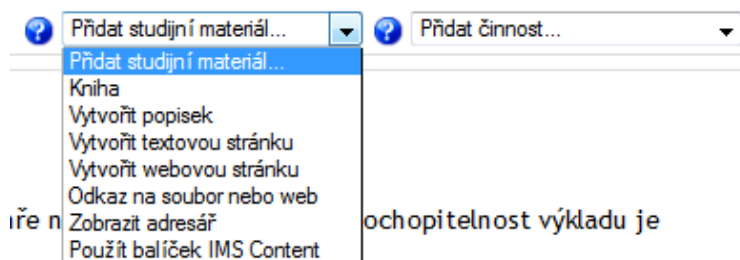 Přidat studijní materiál... Přidat činnost...
Přidat studijní materiál...
Kniha
Vytvořit popisek
Vytvořit textovou stránku
Vytvořit webovou stránku
Odkaz na soubor nebo web
Zobrazit adresář
ochopitelnost výkladu je
Použít balíček IMS Content